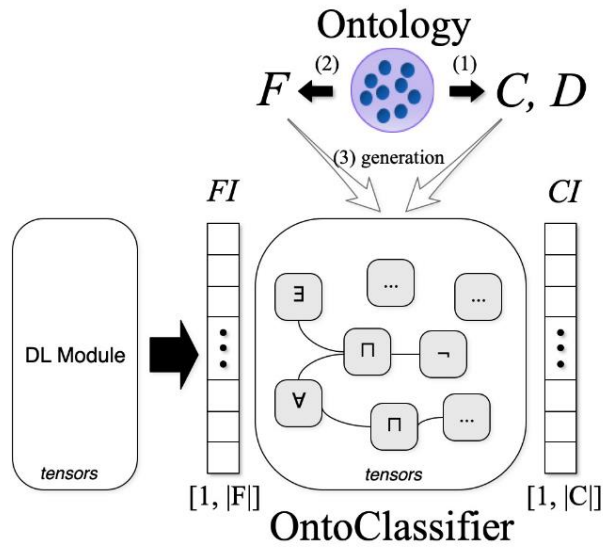 Ontology
(2) (1)
F C, D
(3) generation
FI CI
∃ ... ...
DL Module
⊓ ¬
∀
⊓ ...
tensors tensors
[1, |F|] [1, |C|]
OntoClassifier